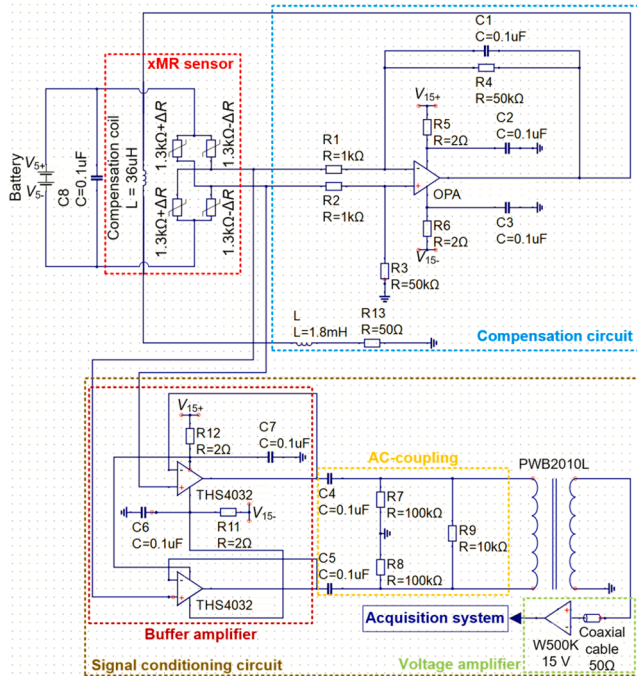 C1
C=0.1uF
xMR sensor
R4
R=50kΩ
V15+
R5
R=2Ω
C2
C=0.1uF
Battery
V5+
V5-
C8
C=0.1uF
Compensation coil
L = 36uH
1.3kΩ+ΔR
1.3kΩ-ΔR
1.3kΩ+ΔR
1.3kΩ-ΔR
R1
R=1kΩ
R2
R=1kΩ
-
+
OPA
R6
R=2Ω
V15-
C3
C=0.1uF
R3
R=50kΩ
L
L=1.8mH
R13
R=50Ω
Compensation circuit
V15+
R12
R=2Ω
C7
C=0.1uF
AC-coupling
PWB2010L
-
+
THS4032
C4
C=0.1uF
R7
R=100kΩ
C6
C=0.1uF
R11
R=2Ω
V15-
R9
R=10kΩ
C5
C=0.1uF
R8
R=100kΩ
-
+
THS4032
Buffer amplifier
Acquisition system
W500K
15 V
Coaxial
cable
50Ω
Signal conditioning circuit
Voltage amplifier